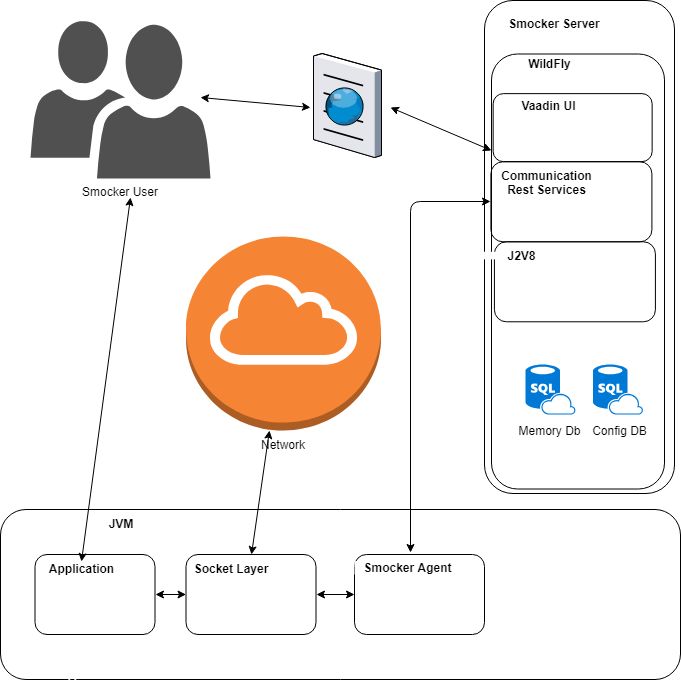 Smocker Server
WildFly
Vaadin UI
Smocker User
Communication
Rest Services
J2V8
SQL
SQL
Memory Db
Config DB
Network
JVM
Application
Socket Layer
Smocker Agent